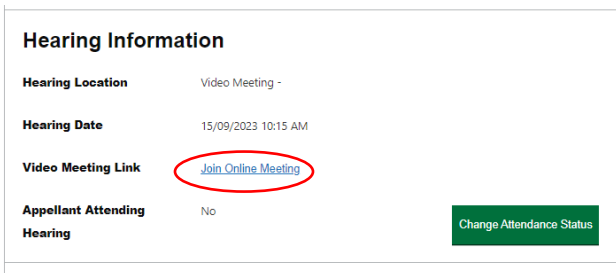 Hearing Information
Hearing Location Video Meeting -
Hearing Date 15/09/2023 10:15 AM
Video Meeting Link Join Online Meeting
Appellant Attending No
Hearing
Change Attendance Status